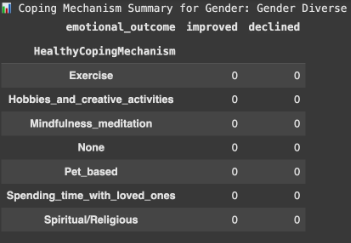 📊 Coping Mechanism Summary for Gender: Gender Diverse
emotional_outcome improved declined
HealthyCopingMechanism
Exercise 0 0
Hobbies_and_creative_activities 0 0
Mindfulness_meditation 0 0
None 0 0
Pet_based 0 0
Spending_time_with_loved_ones 0 0
Spiritual/Religious 0 0